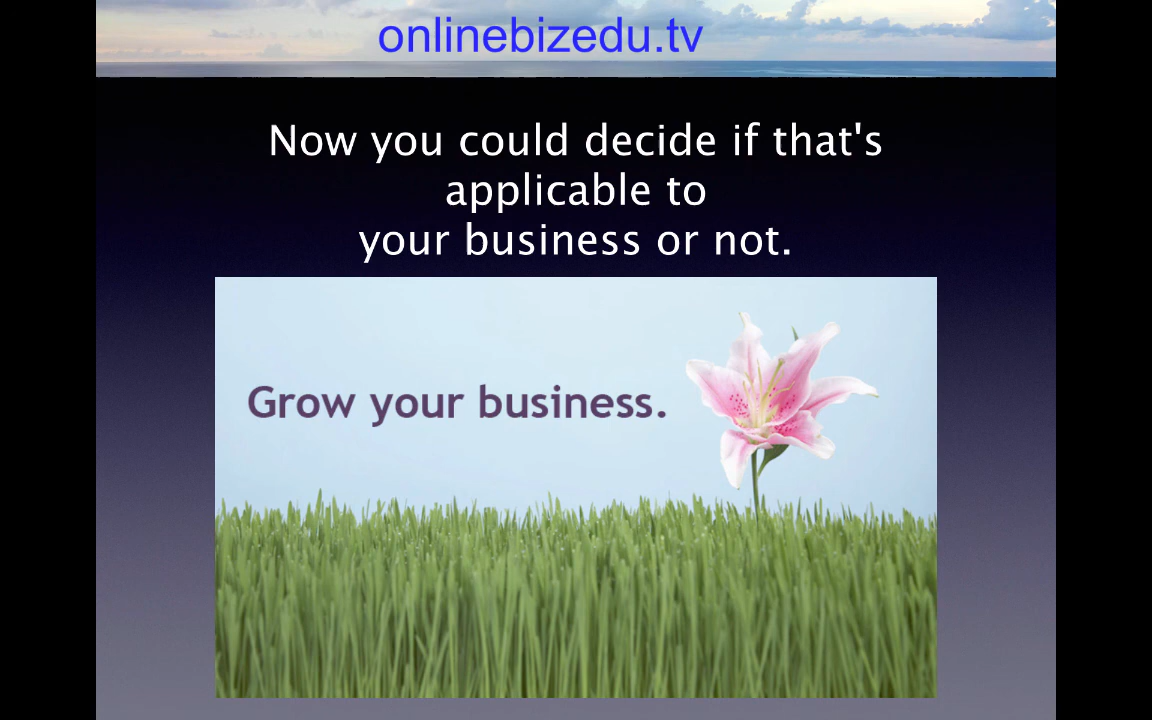 onlinebizedu.tv
Now you could decide if that's
applicable to
your business or not.
Grow your business.